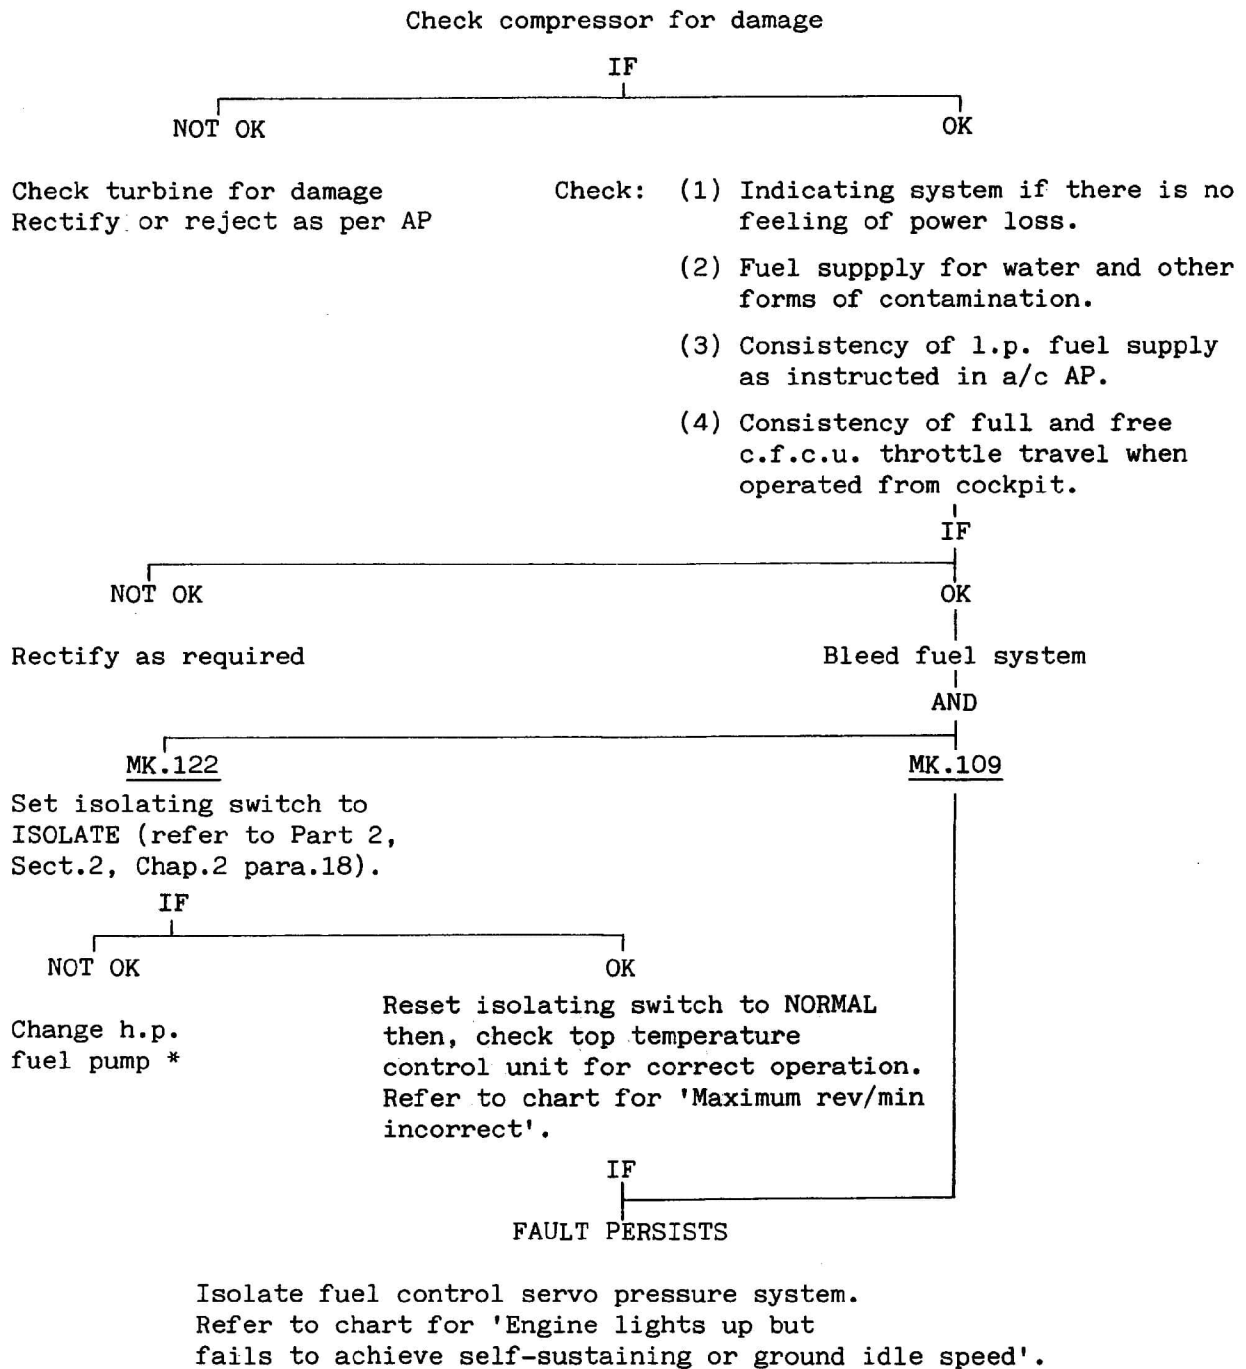 Check compressor for damage
IF
NOT OK
OK
Check turbine for damage
Rectify or reject as per AP
Check: (1) Indicating system if there is no
feeling of power loss.
(2) Fuel suppply for water and other
forms of contamination.
(3) Consistency of l.p. fuel supply
as instructed in a/c AP.
(4) Consistency of full and free
c.f.c.u. throttle travel when
operated from cockpit.
IF
NOT OK
OK
Rectify as required
Bleed fuel system
AND
MK.122
MK.109
Set isolating switch to
ISOLATE (refer to Part 2,
Sect.2, Chap.2 para.18).
IF
NOT OK
OK
Change h.p.
fuel pump *
Reset isolating switch to NORMAL
then, check top temperature
control unit for correct operation.
Refer to chart for 'Maximum rev/min
incorrect'.
IF
FAULT PERSISTS
Isolate fuel control servo pressure system.
Refer to chart for 'Engine lights up but
fails to achieve self-sustaining or ground idle speed'.